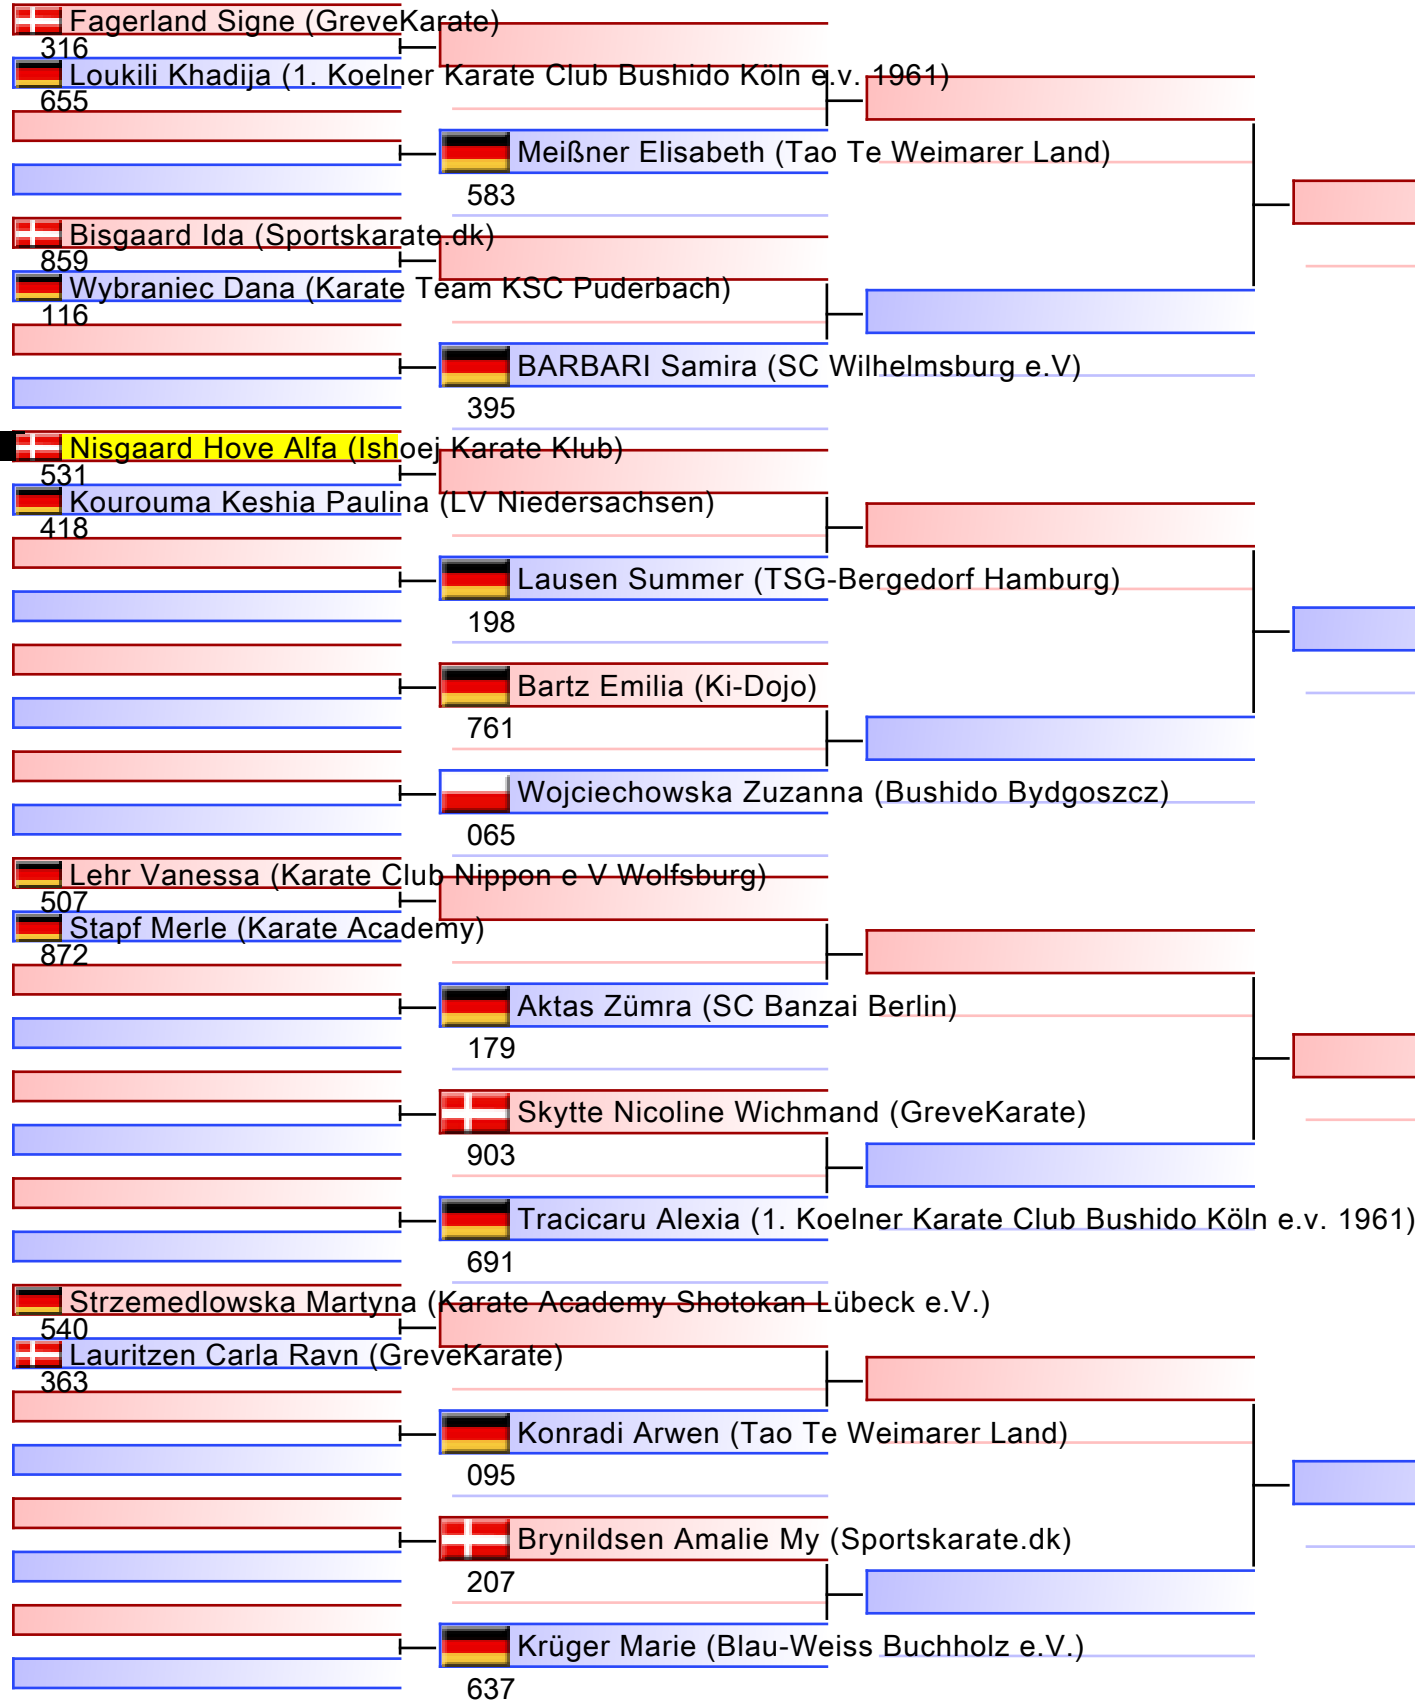 Fagerland Signe (GreveKarate)
316
Loukili Khadija (1. Koelner Karate Club Bushido Köln e.v. 1961)
655
Meißner Elisabeth (Tao Te Weimarer Land)
583
Bisgaard Ida (Sportskarate.dk)
859
Wybraniec Dana (Karate Team KSC Puderbach)
116
BARBARI Samira (SC Wilhelmsburg e.V)
395
Nisgaard Hove Alfa (Ishoej Karate Klub)
531
Kourouma Keshia Paulina (LV Niedersachsen)
418
Lausen Summer (TSG-Bergedorf Hamburg)
198
Bartz Emilia (Ki-Dojo)
761
Wojciechowska Zuzanna (Bushido Bydgoszcz)
065
Lehr Vanessa (Karate Club Nippon e V Wolfsburg)
507
Stapf Merle (Karate Academy)
872
Aktas Zümra (SC Banzai Berlin)
179
Skytte Nicoline Wichmand (GreveKarate)
903
Tracicaru Alexia (1. Koelner Karate Club Bushido Köln e.v. 1961)
691
Strzemedlowska Martyna (Karate Academy Shotokan Lübeck e.V.)
540
Lauritzen Carla Ravn (GreveKarate)
363
Konradi Arwen (Tao Te Weimarer Land)
095
Brynildsen Amalie My (Sportskarate.dk)
207
Krüger Marie (Blau-Weiss Buchholz e.V.)
637